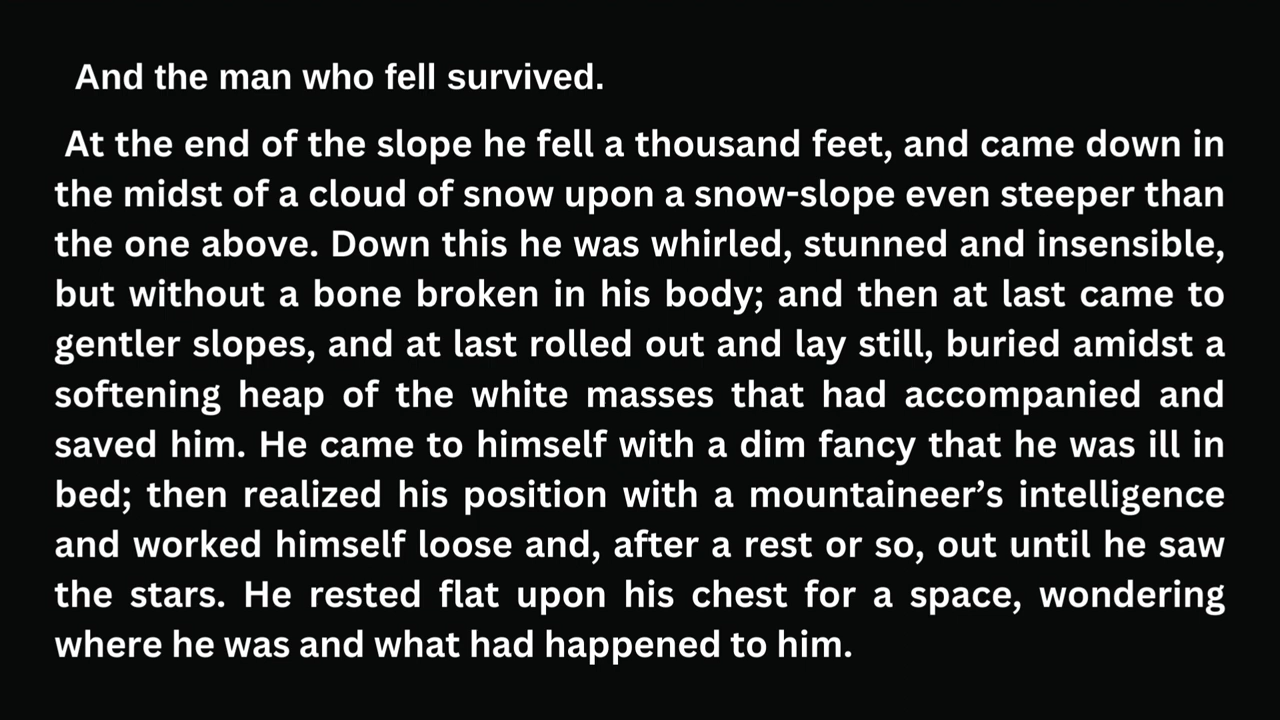 And the man who fell survived.
At the end of the slope he fell a thousand feet, and came down in
the midst of a cloud of snow upon a snow-slope even steeper than
the one above. Down this he was whirled, stunned and insensible,
but without a bone broken in his body; and then at last came to
gentler slopes, and at last rolled out and lay still, buried amidst a
softening heap of the white masses that had accompanied and
saved him. He came to himself with a dim fancy that he was ill in
bed; then realized his position with a mountaineer’s intelligence
and worked himself loose and, after a rest or so, out until he saw
the stars. He rested flat upon his chest for a space, wondering
where he was and what had happened to him.